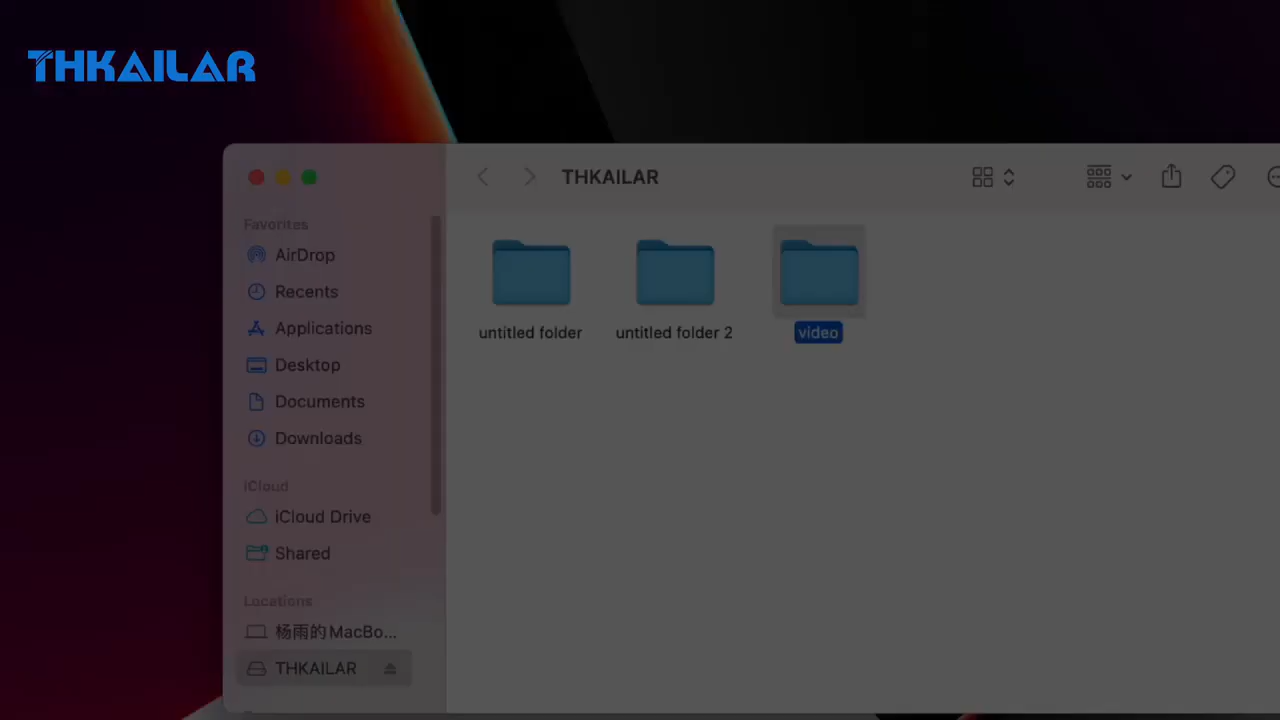 THKAILAR
THKAILAR
Favorites
AirDrop
Recents
Applications
Desktop
Documents
Downloads
iCloud
iCloud Drive
Shared
Locations
杨雨的MacBo...
THKAILAR
untitled folder
untitled folder 2
video